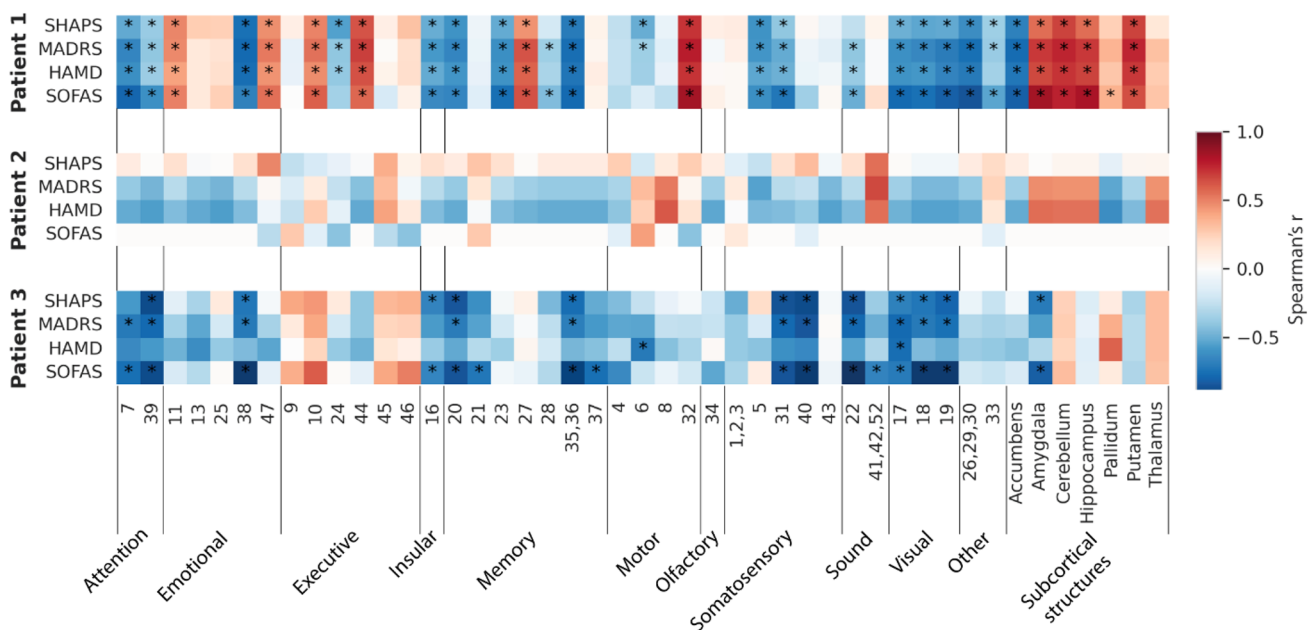 Patient 1
SHAPS
MADRS
HAMD
SOFAS
Patient 2
SHAPS
MADRS
HAMD
SOFAS
Patient 3
SHAPS
MADRS
HAMD
SOFAS
7
39
11
13
25
38
47
9
10
24
44
45
46
16
20
21
23
27
28
35,36
37
4
6
8
32
34
1,2,3
5
31
40
43
22
41,42,52
17
18
19
26,29,30
33
Accumbens
Amygdala
Cerebellum
Hippocampus
Pallidum
Putamen
Thalamus
Attention
Emotional
Executive
Insular
Memory
Motor
Olfactory
Somatosensory
Sound
Visual
Other
Subcortical
structures
1.0
0.5
0.0
−0.5
Spearman's r